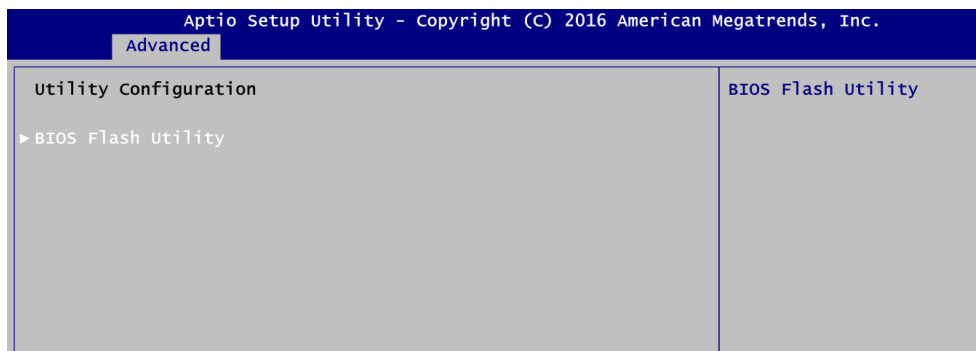 Aptio Setup Utility – Copyright (C) 2016 American Megatrends, Inc.
Advanced
Utility Configuration
BIOS Flash Utility
►BIOS Flash Utility